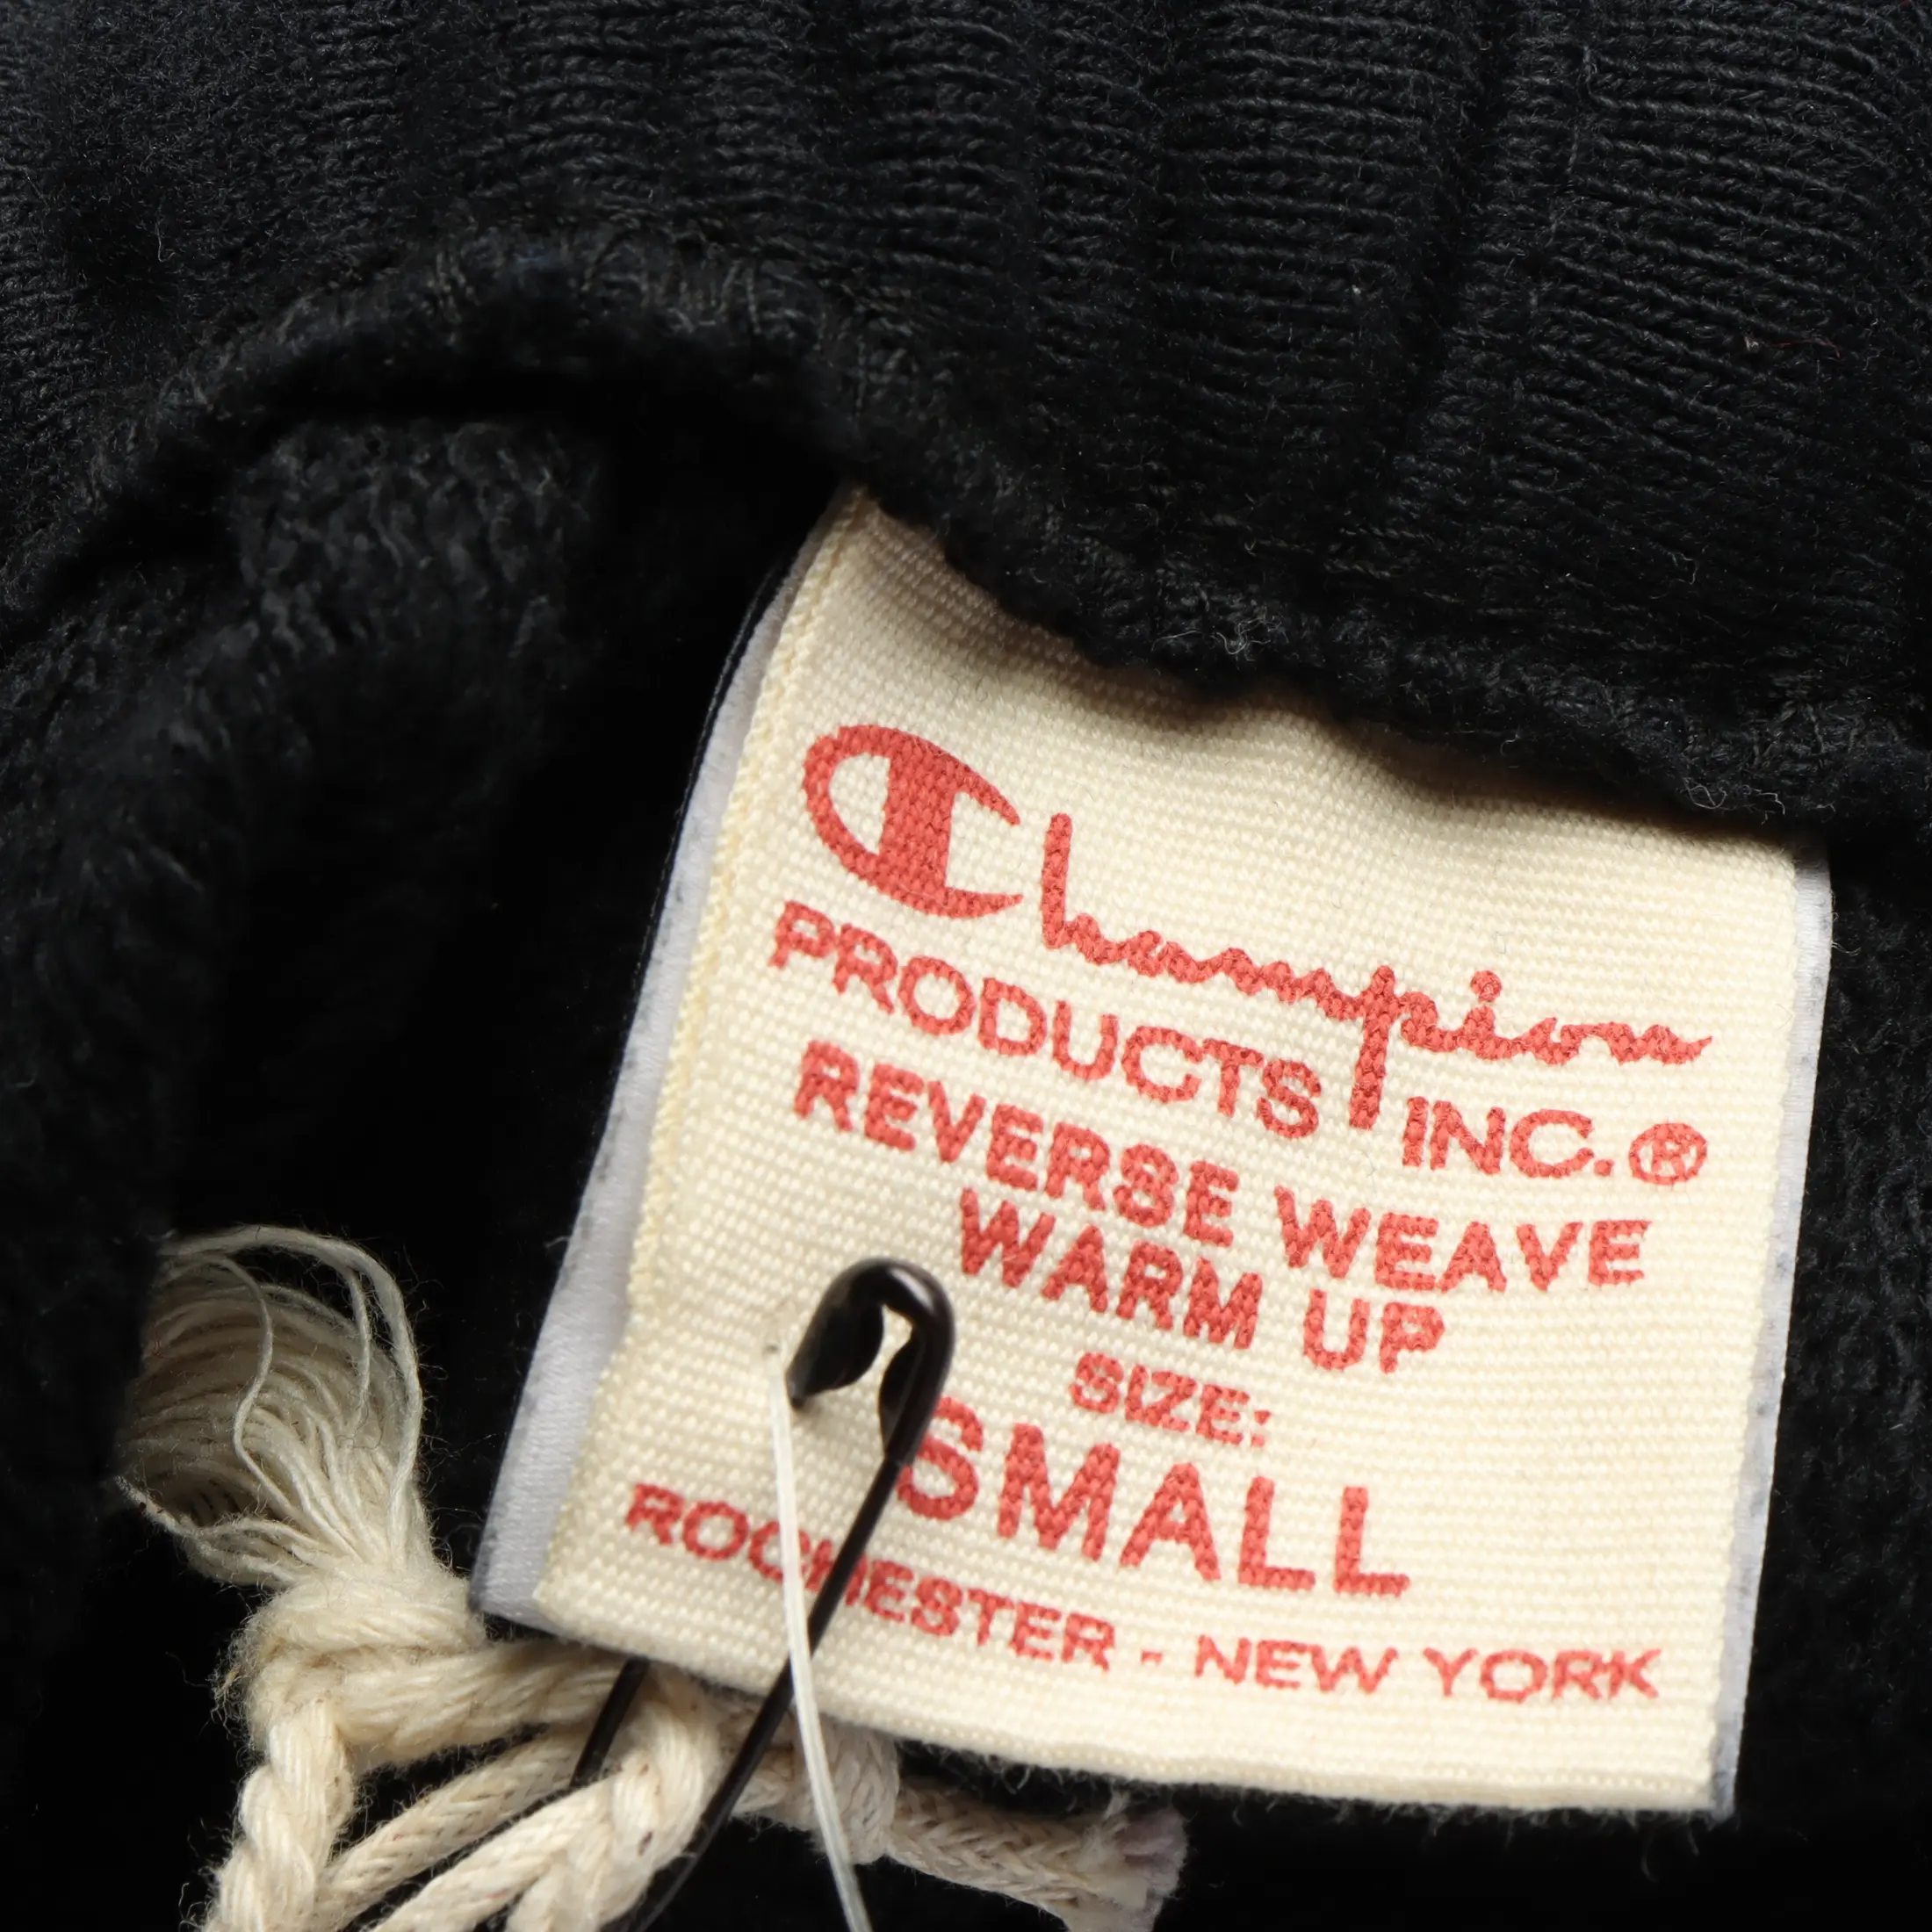 Champion
PRODUCTS INC.®
REVERSE WEAVE
WARM UP
SIZE:
SMALL
ROCHESTER - NEW YORK